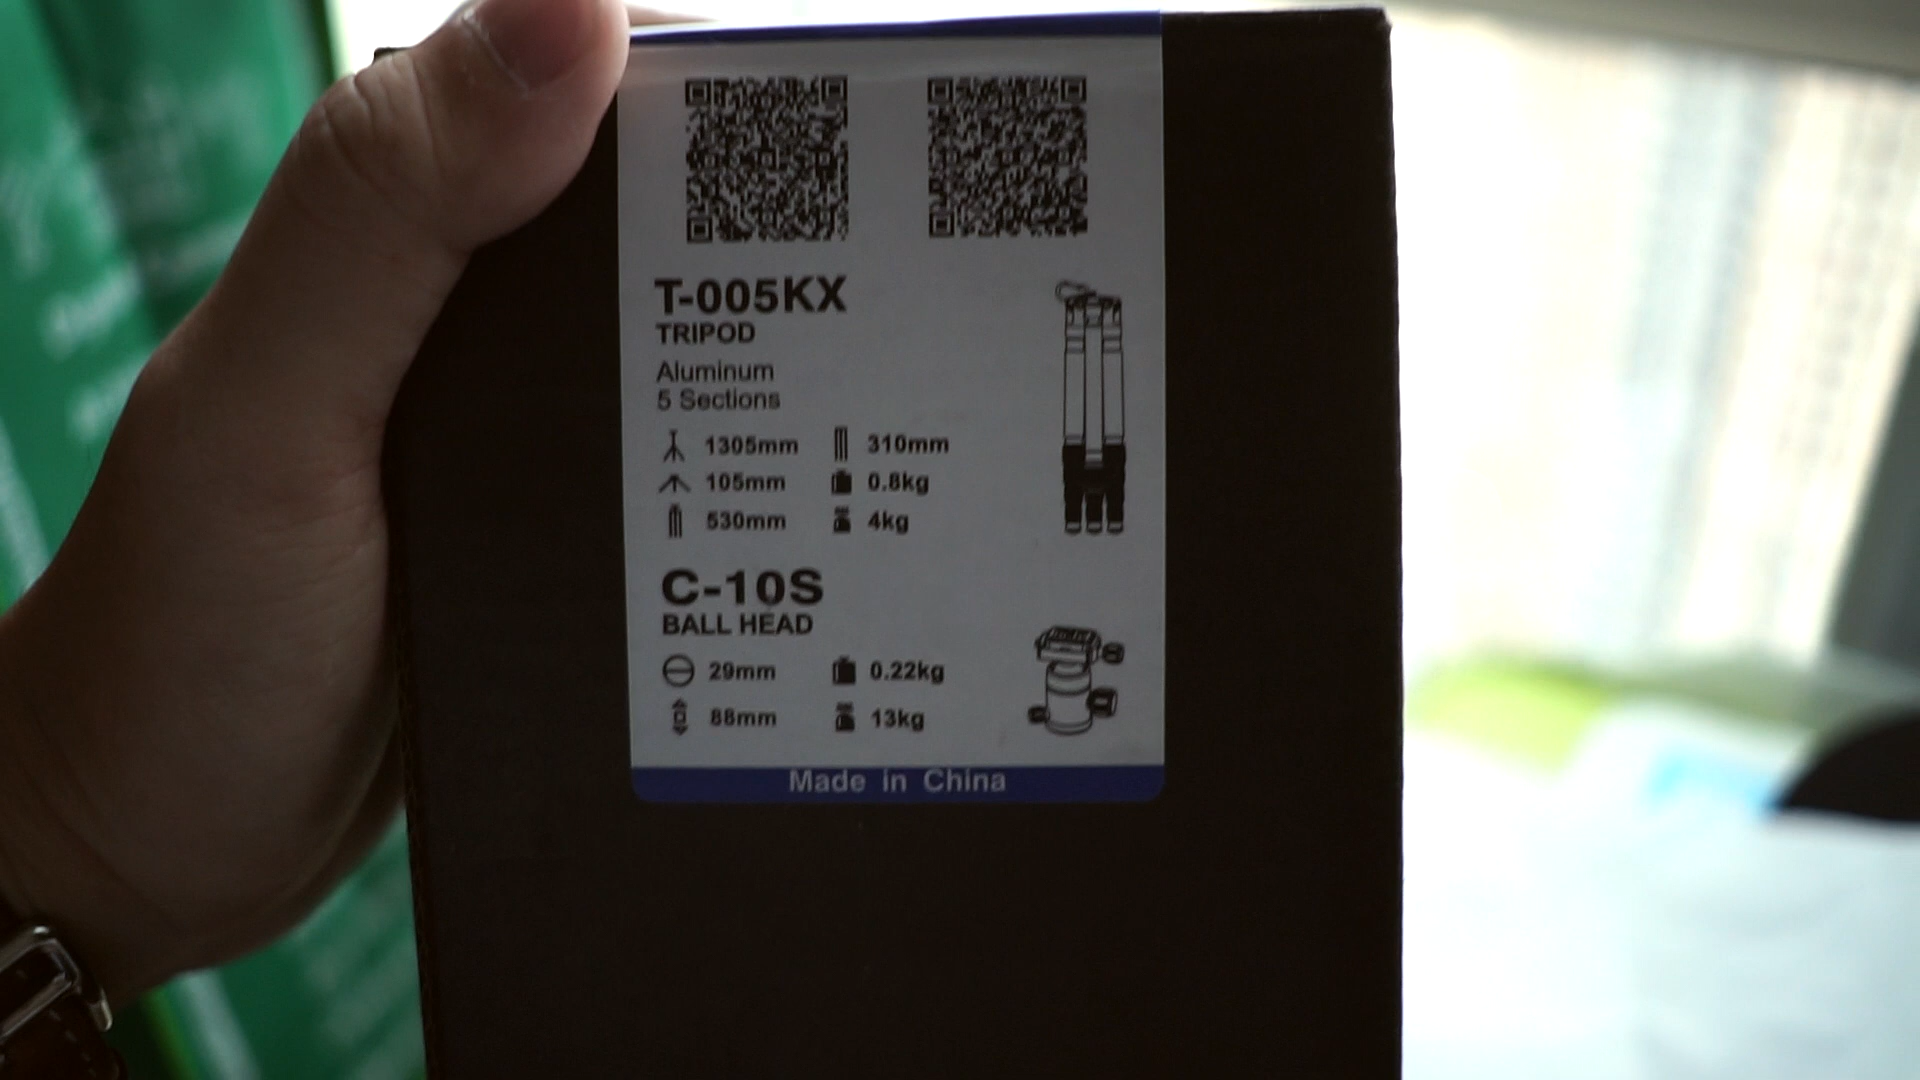 T-005KX
TRIPOD
Aluminum
5 Sections
1305mm 310mm
105mm 0.8kg
530mm 4kg
C-10S
BALL HEAD
29mm 0.22kg
88mm 13kg
Made in China